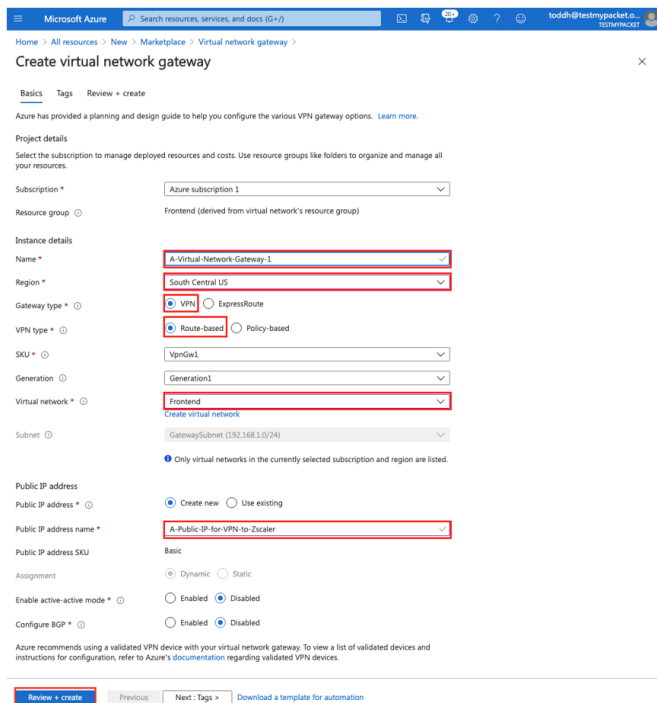 Microsoft Azure
Search resources, services, and docs (G+/)
20+
toddh@testmypacket.o...
TESTMYPACKET
Home > All resources > New > Marketplace > Virtual network gateway >
Create virtual network gateway
Basics Tags Review + create
Azure has provided a planning and design guide to help you configure the various VPN gateway options. Learn more.
Project details
Select the subscription to manage deployed resources and costs. Use resource groups like folders to organize and manage all
your resources.
Subscription * Azure subscription 1
Resource group Frontend (derived from virtual network's resource group)
Instance details
Name * A-Virtual-Network-Gateway-1
Region * South Central US
Gateway type * VPN ExpressRoute
VPN type * Route-based Policy-based
SKU * VpnGw1
Generation Generation1
Virtual network * Frontend
Create virtual network
Subnet GatewaySubnet (192.168.1.0/24)
Only virtual networks in the currently selected subscription and region are listed.
Public IP address
Public IP address * Create new Use existing
Public IP address name * A-Public-IP-for-VPN-to-Zscaler
Public IP address SKU Basic
Assignment Dynamic Static
Enable active-active mode * Enabled Disabled
Configure BGP * Enabled Disabled
Azure recommends using a validated VPN device with your virtual network gateway. To view a list of validated devices and
instructions for configuration, refer to Azure's documentation regarding validated VPN devices.
Review + create Previous Next : Tags > Download a template for automation